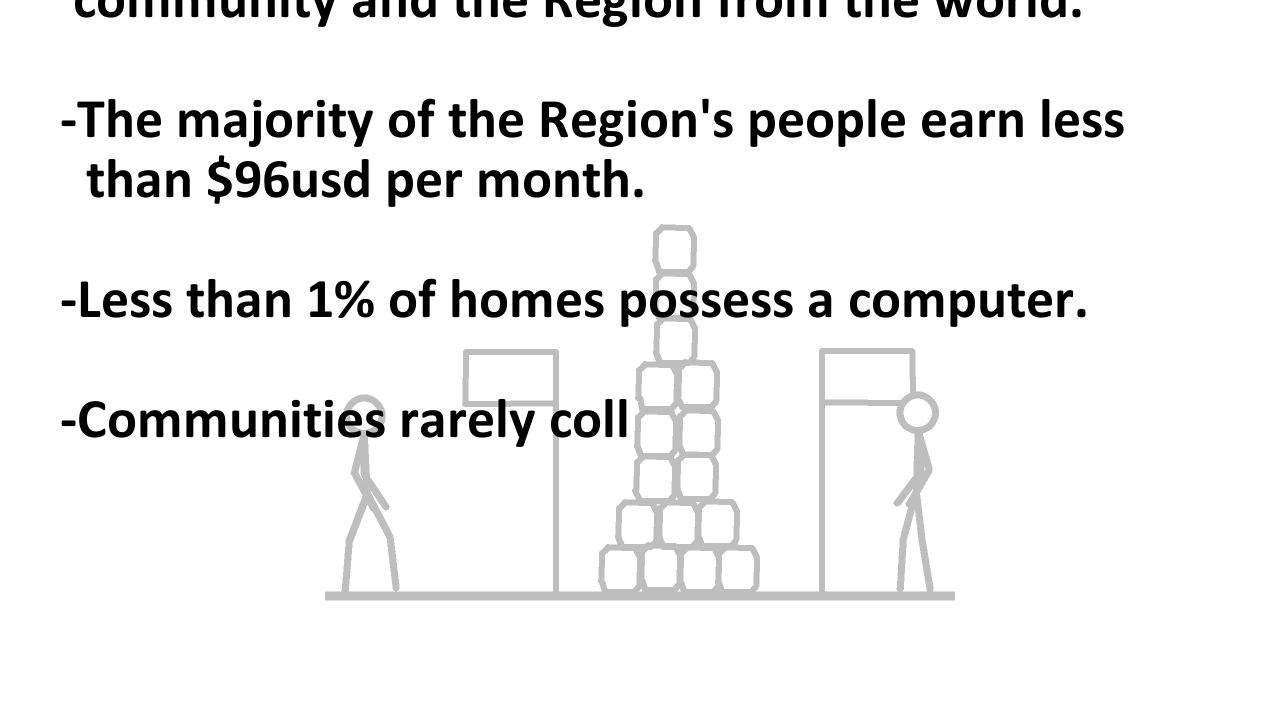 community and the Region from the world.
-The majority of the Region's people earn less
than $96usd per month.
-Less than 1% of homes possess a computer.
-Communities rarely coll